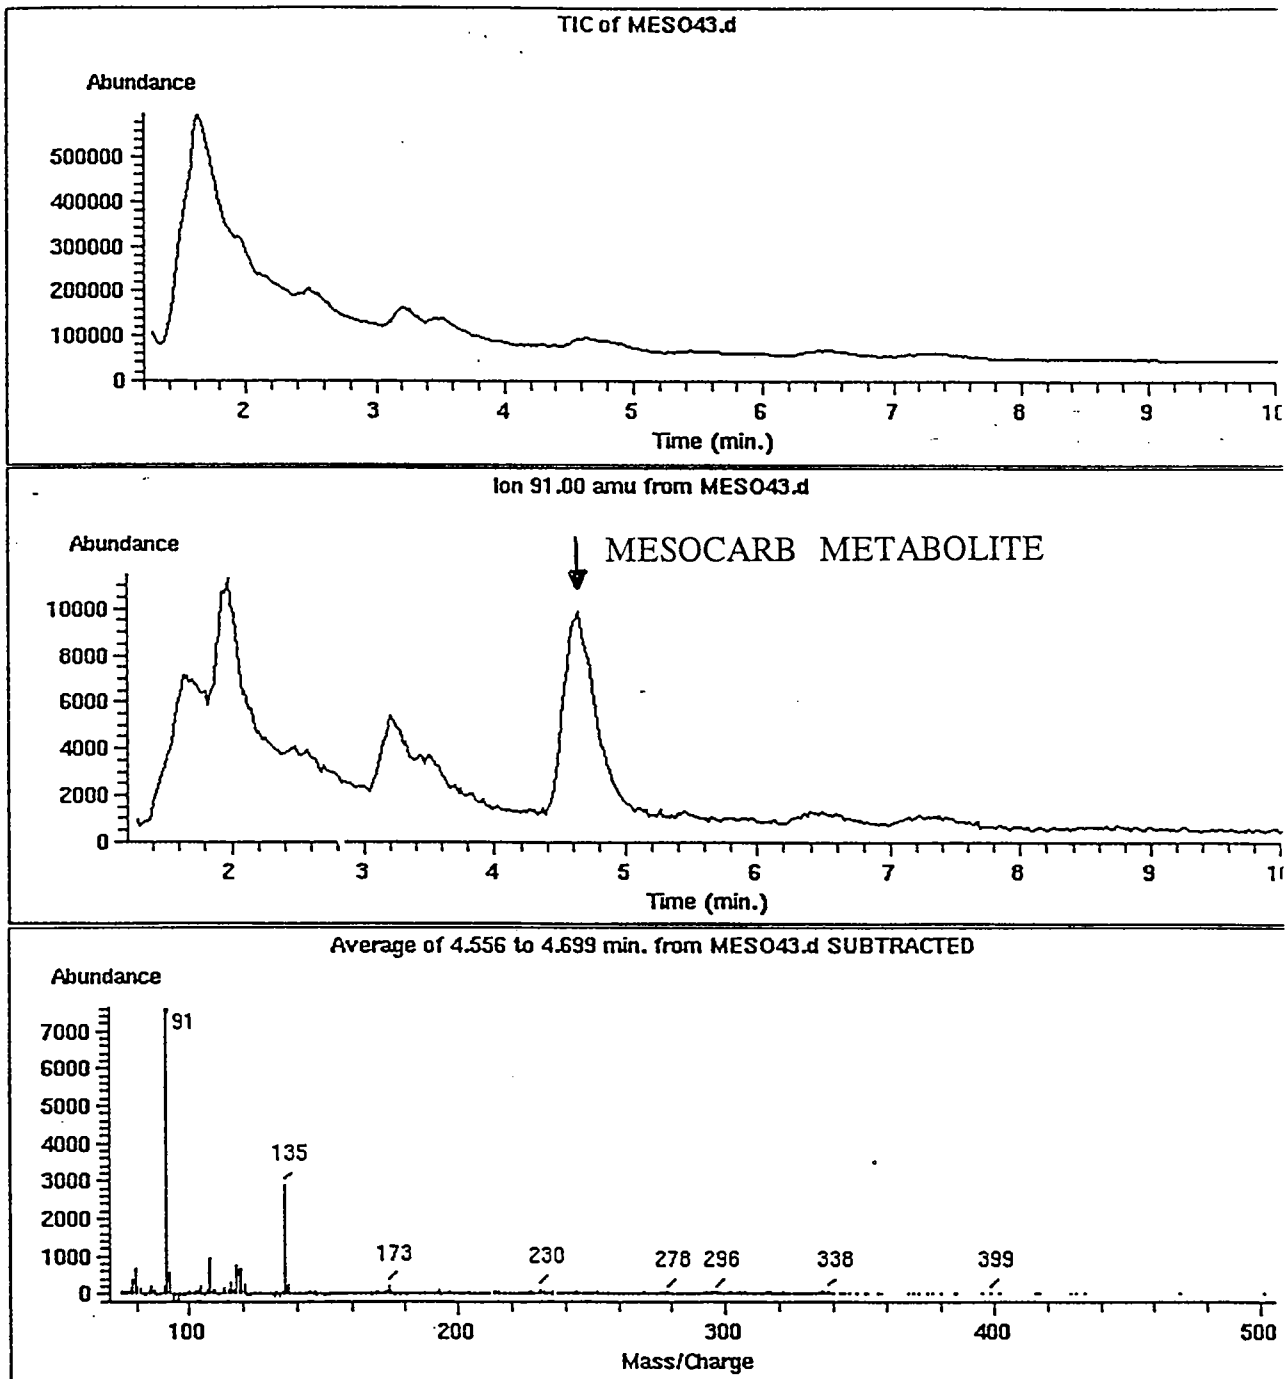 TIC of MESO43.d
Abundance
500000
400000
300000
200000
100000
0
2 3 4 5 6 7 8 9
Time (min.)
Ion 91.00 amu from MESO43.d
Abundance
MESOCARB METABOLITE
10000
8000
6000
4000
2000
0
2 3 4 5 6 7 8 9
Time (min.)
Average of 4.556 to 4.699 min. from MESO43.d SUBTRACTED
Abundance
7000
6000
5000
4000
3000
2000
1000
0
91
135
173 230 278 296 338 399
100 200 300 400 500
Mass/Charge